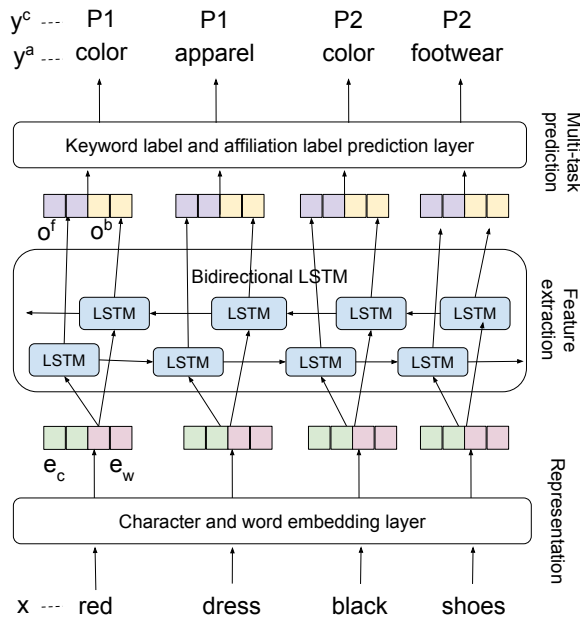 y^c --- P1 P1 P2 P2
y^a --- color apparel color footwear
Keyword label and affiliation label prediction layer
Multi-task prediction
o^f o^b
Bidirectional LSTM
LSTM LSTM LSTM LSTM
LSTM LSTM LSTM LSTM
Feature extraction
e_c e_w
Character and word embedding layer
Representation
x --- red dress black shoes